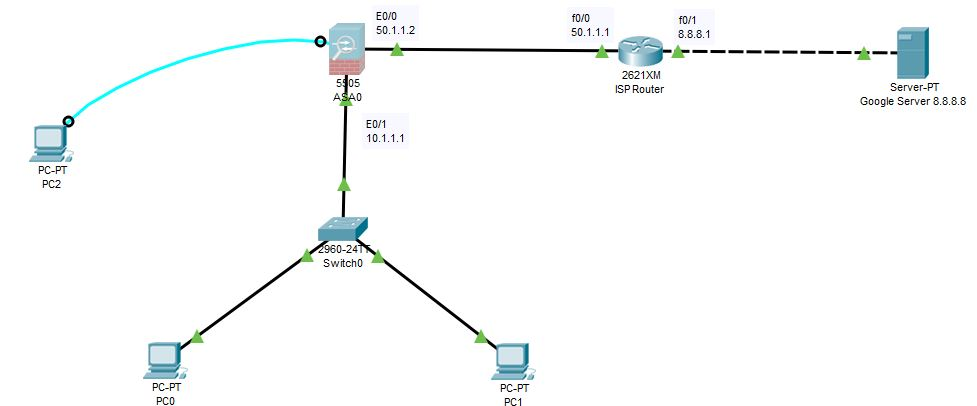 E0/0
50.1.1.2
f0/0
50.1.1.1
f0/1
8.8.8.1
5505
ASA0
2621XM
ISP Router
Server-PT
Google Server 8.8.8.8
E0/1
10.1.1.1
PC-PT
PC2
2960-24TT
Switch0
PC-PT
PC0
PC-PT
PC1